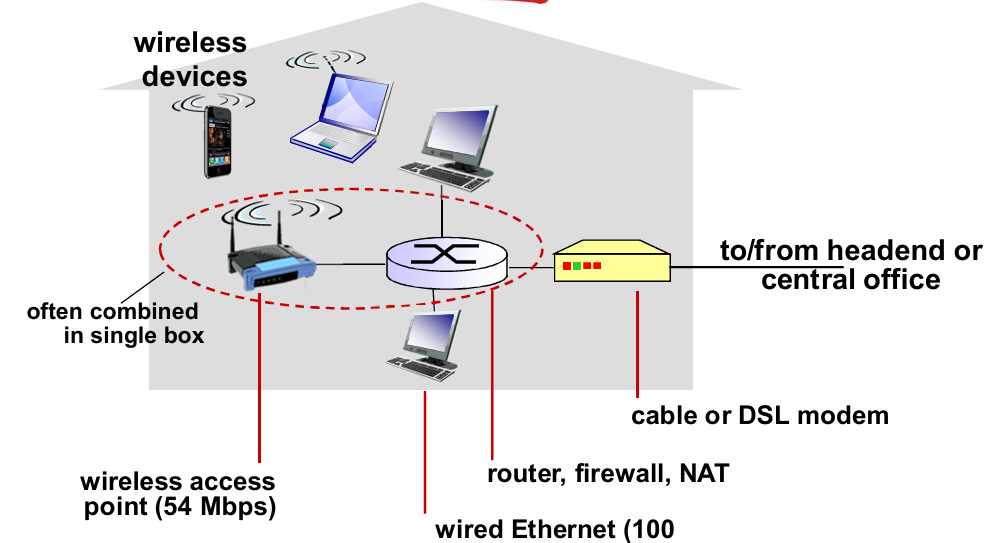 wireless
devices
to/from headend or
central office
often combined
in single box
cable or DSL modem
router, firewall, NAT
wireless access
point (54 Mbps)
wired Ethernet (100